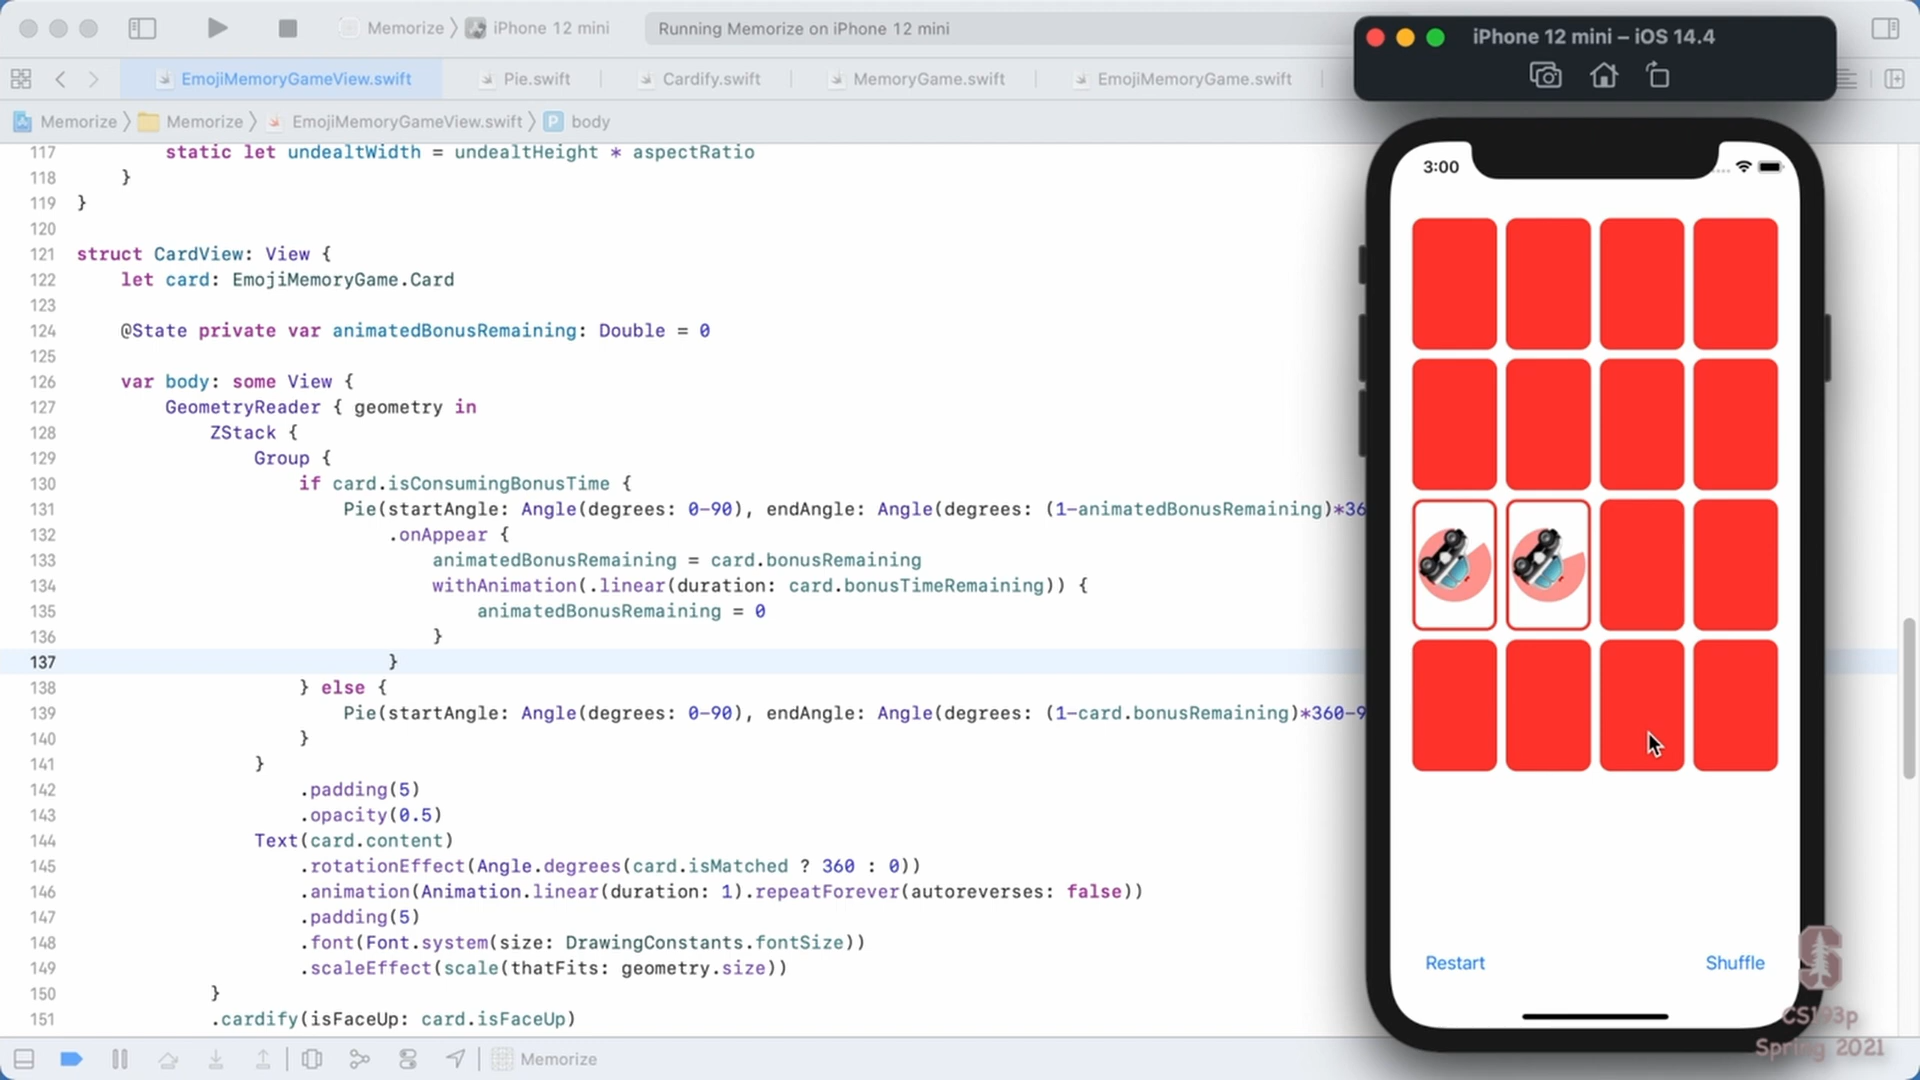 Memorize 〉 iPhone 12 mini
Running Memorize on iPhone 12 mini
iPhone 12 mini – iOS 14.4
EmojiMemoryGameView.swift
Pie.swift
Cardify.swift
MemoryGame.swift
EmojiMemoryGame.swift
Memorize 〉 Memorize 〉 EmojiMemoryGameView.swift 〉 P body
117 static let undealtWidth = undealtHeight * aspectRatio
118 }
119 }
120
121 struct CardView: View {
122 let card: EmojiMemoryGame.Card
123
124 @State private var animatedBonusRemaining: Double = 0
125
126 var body: some View {
127 GeometryReader { geometry in
128 ZStack {
129 Group {
130 if card.isConsumingBonusTime {
131 Pie(startAngle: Angle(degrees: 0-90), endAngle: Angle(degrees: (1-animatedBonusRemaining)*36
132 .onAppear {
133 animatedBonusRemaining = card.bonusRemaining
134 withAnimation(.linear(duration: card.bonusTimeRemaining)) {
135 animatedBonusRemaining = 0
136 }
137 }
138 } else {
139 Pie(startAngle: Angle(degrees: 0-90), endAngle: Angle(degrees: (1-card.bonusRemaining)*360-9
140 }
141 }
142 .padding(5)
143 .opacity(0.5)
144 Text(card.content)
145 .rotationEffect(Angle.degrees(card.isMatched ? 360 : 0))
146 .animation(Animation.linear(duration: 1).repeatForever(autoreverses: false))
147 .padding(5)
148 .font(Font.system(size: DrawingConstants.fontSize))
149 .scaleEffect(scale(thatFits: geometry.size))
150 }
151 .cardify(isFaceUp: card.isFaceUp)
Memorize
3:00
Restart
Shuffle
S
CS193p
Spring 2021